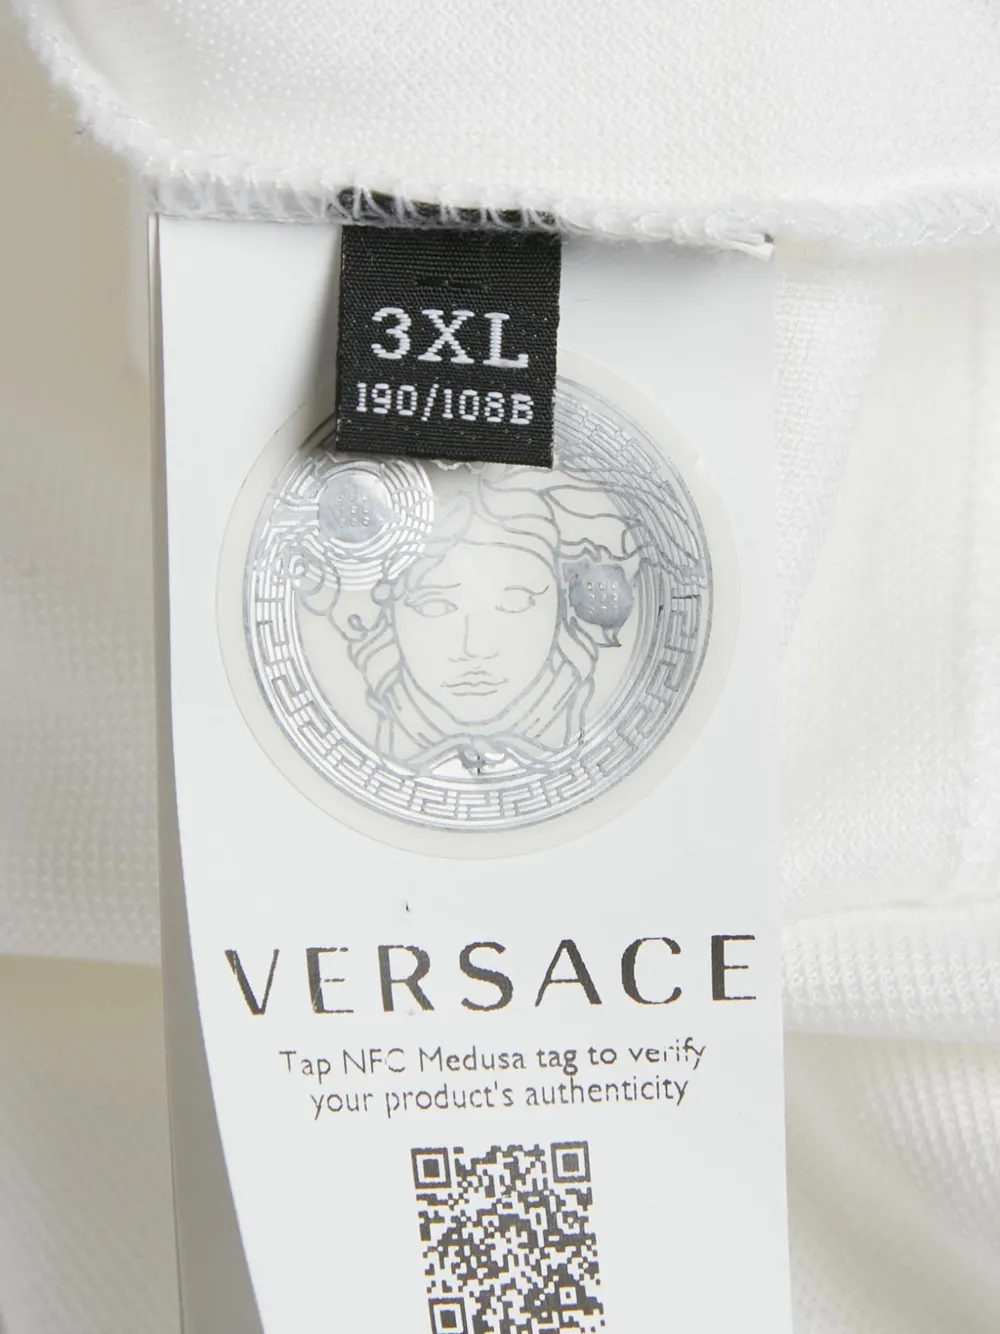 3XL
190/108B
VERSACE
Tap NFC Medusa tag to verify
your product's authenticity